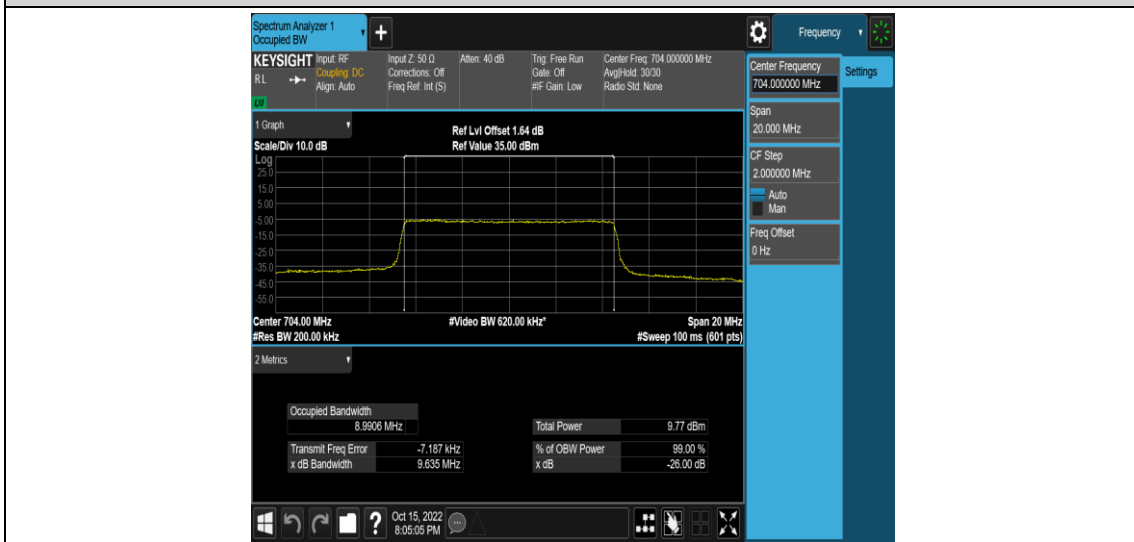 Spectrum Analyzer 1
Occupied BW
Frequency
KEYSIGHT
RL
LXI
Input: RF
Coupling: DC
Align: Auto
Input Z: 50 Ω
Corrections: Off
Freq Ref: Int (S)
Atten: 40 dB
Trig: Free Run
Gate: Off
#IF Gain: Low
Center Freq: 704.000000 MHz
Avg|Hold: 30/30
Radio Std: None
Center Frequency
704.000000 MHz
Settings
Span
20.000 MHz
CF Step
2.000000 MHz
Auto
Man
Freq Offset
0 Hz
1 Graph
Scale/Div 10.0 dB
Ref Lvl Offset 1.64 dB
Ref Value 35.00 dBm
Log
25.0
15.0
5.00
-5.00
-15.0
-25.0
-35.0
-45.0
-55.0
Center 704.00 MHz
#Res BW 200.00 kHz
#Video BW 620.00 kHz*
Span 20 MHz
#Sweep 100 ms (601 pts)
2 Metrics
Occupied Bandwidth
8.9906 MHz
Transmit Freq Error -7.187 kHz
x dB Bandwidth 9.635 MHz
Total Power 9.77 dBm
% of OBW Power 99.00 %
x dB -26.00 dB
Oct 15, 2022
8:05:05 PM